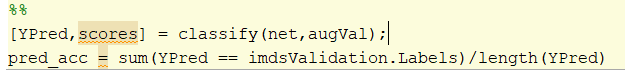 %%
[YPred,scores] = classify(net,augVal);
pred_acc = sum(YPred == imdsValidation.Labels)/length(YPred)